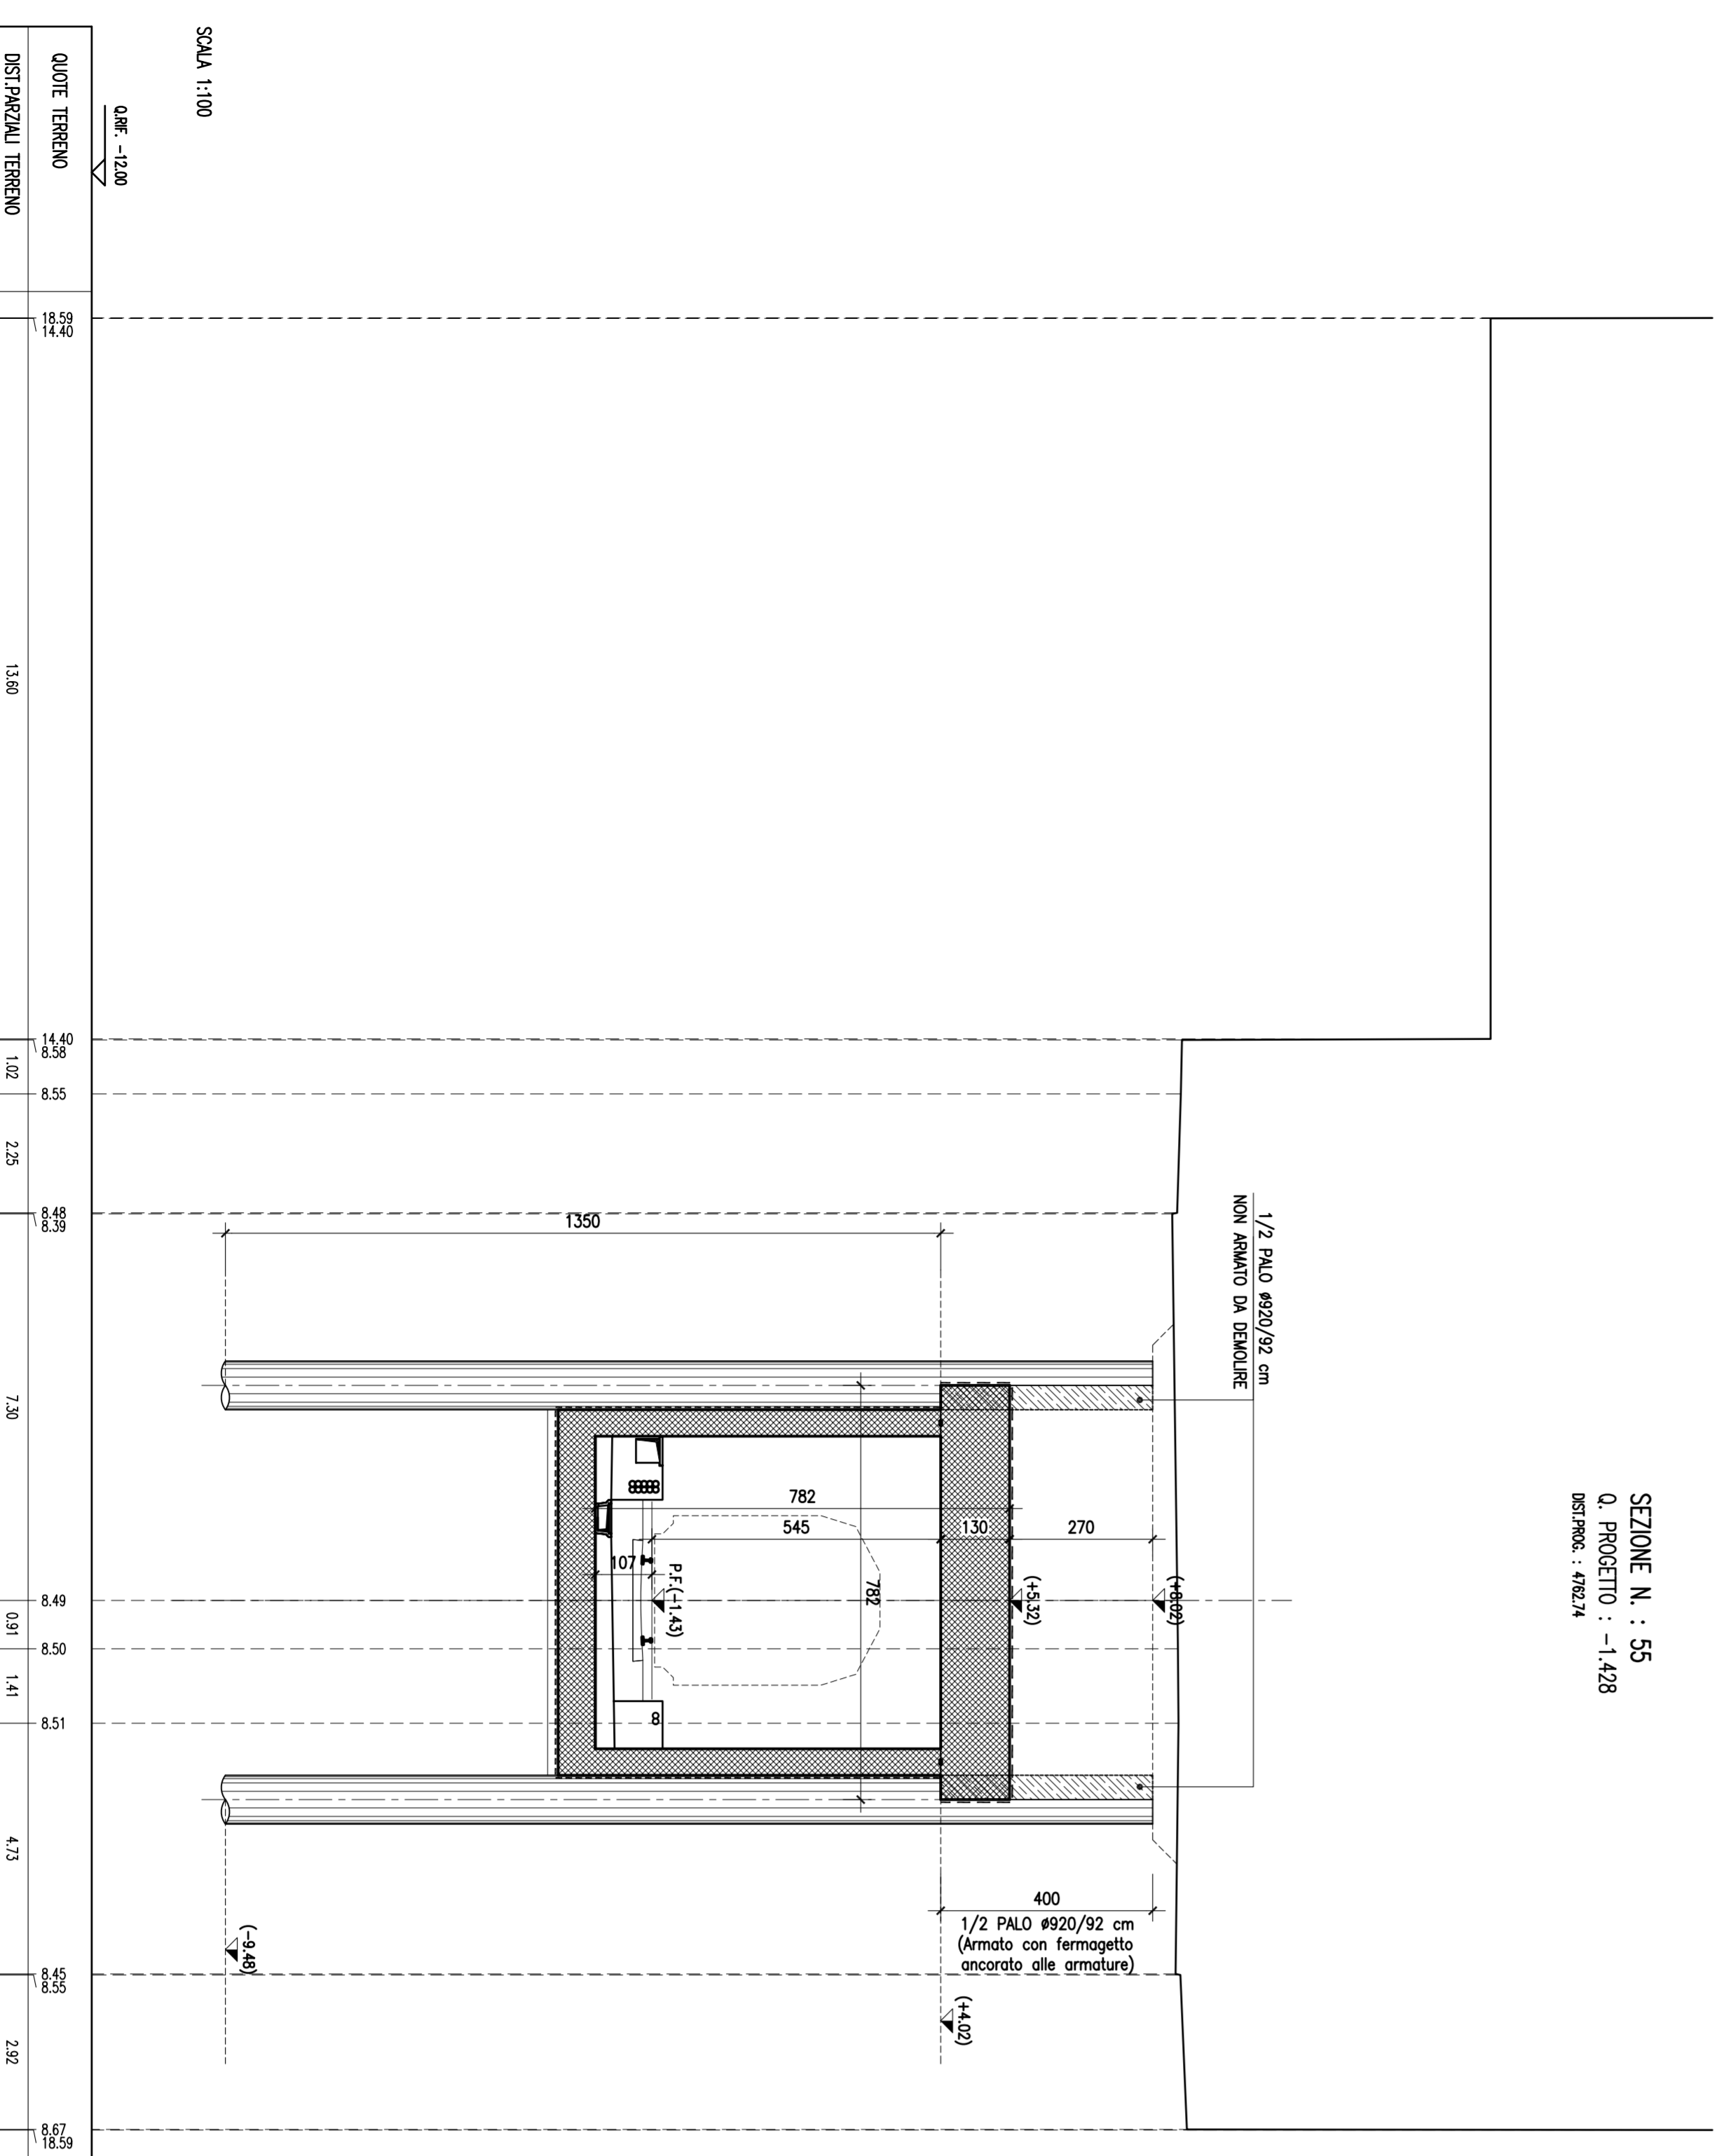 SEZIONE N. : 55
Q. PROGETTO : -1.428
DIST.PROG. : 4762.74
1/2 PALO ø920/92 cm
NON ARMATO DA DEMOLIRE
(+8.02)
(+5.32)
270
130
545
782
107
782
P.F.(-1.43)
8
1350
400
1/2 PALO ø920/92 cm
(Armato con fermagetto
ancorato alle armature)
(+4.02)
(-9.48)
SCALA 1:100
Q.RIF. -12.00
QUOTE TERRENO
18.59
14.40
14.40
8.58
8.55
8.48
8.39
8.49
8.50
8.51
8.45
8.55
8.67
18.59
DIST.PARZIALI TERRENO
13.60
1.02
2.25
7.30
0.91
1.41
4.73
2.92